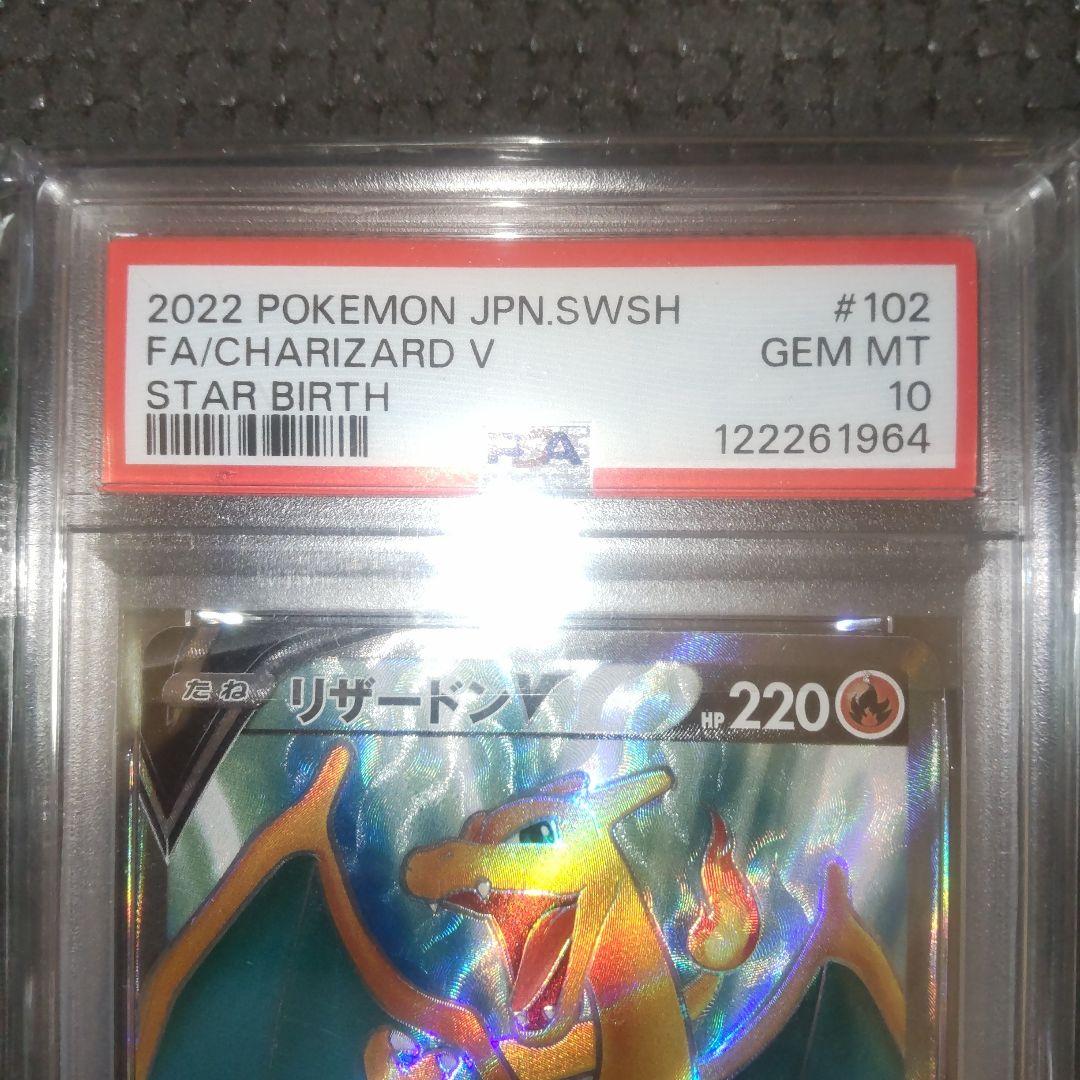 2022 POKEMON JPN.SWSH #102
FA/CHARIZARD V GEM MT
STAR BIRTH 10
122261964
PSA
たね リザードンV HP 220